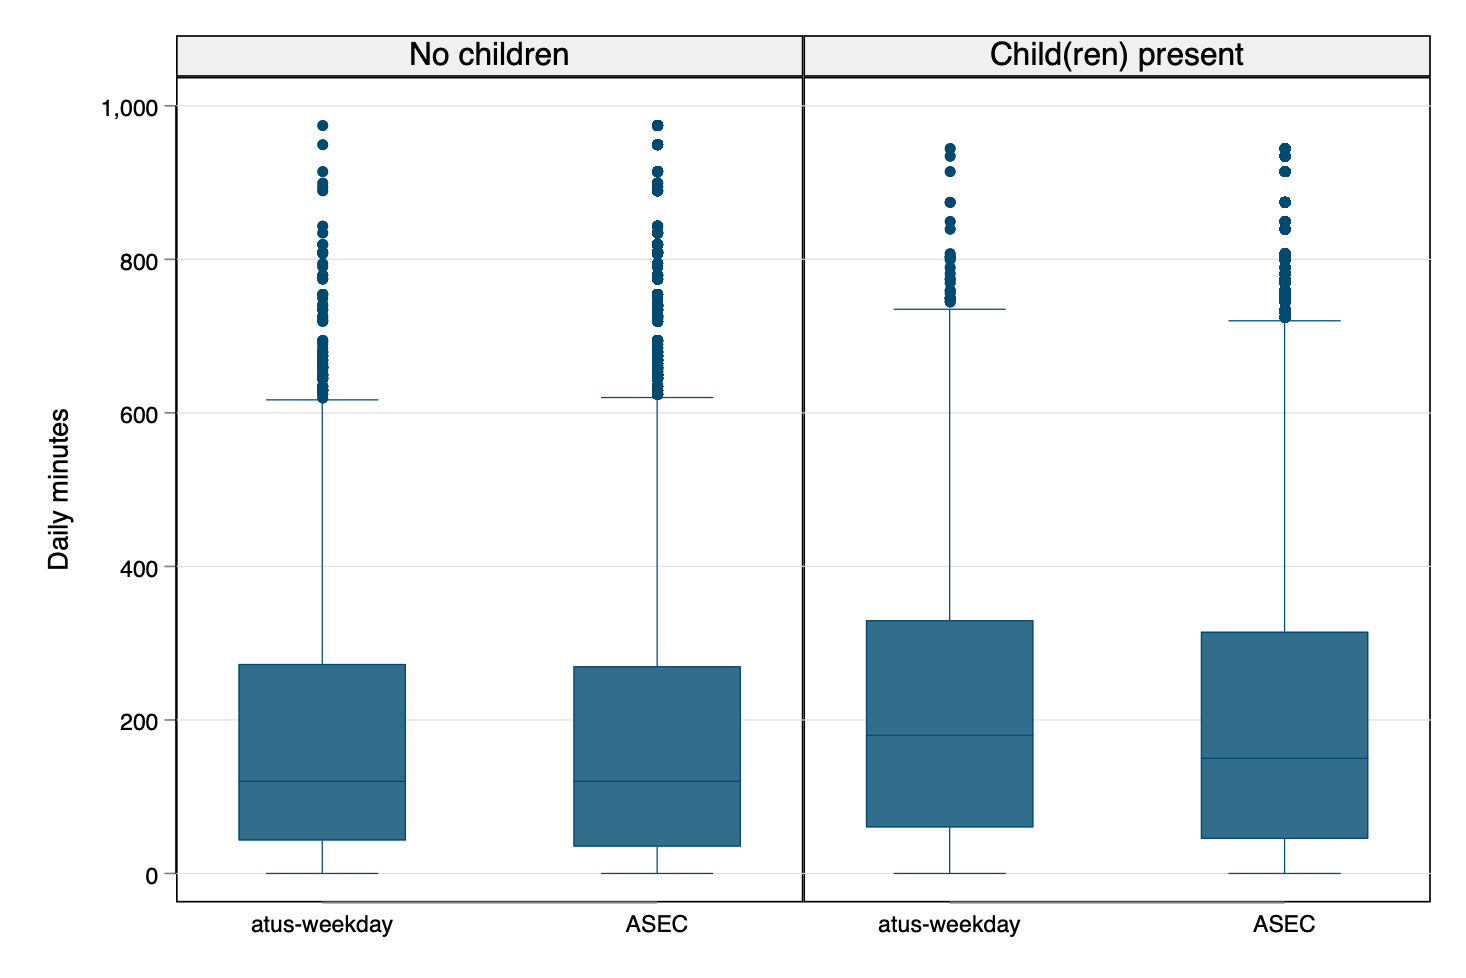 No children
Child(ren) present
Daily minutes
1,000
800
600
400
200
0
atus-weekday
ASEC
atus-weekday
ASEC